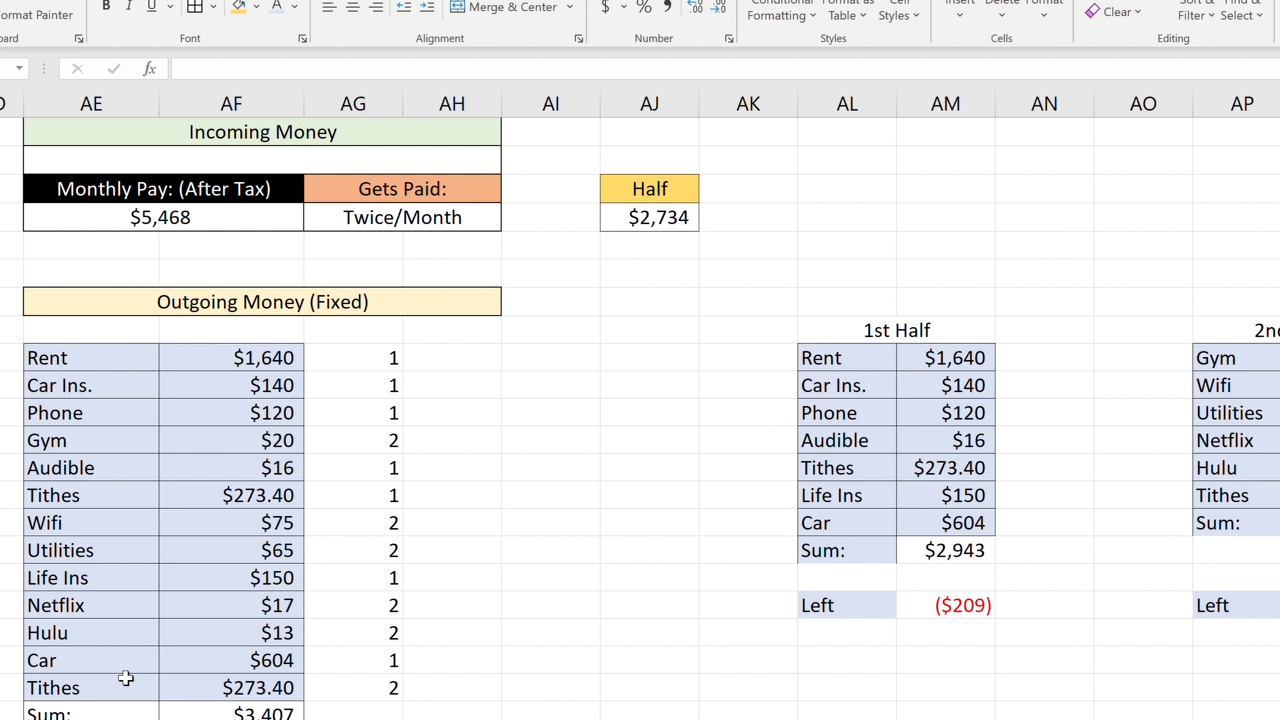 ormat Painter
B I U
A
Merge & Center
$ % 9
Conditional Format as Cell
Formatting Table Styles
Insert Delete Format
Clear
Sort & Find &
Filter Select
Font Alignment Number Styles Cells Editing
fx
AE AF AG AH AI AJ AK AL AM AN AO AP
Incoming Money
Monthly Pay: (After Tax) Gets Paid: Half
$5,468 Twice/Month $2,734
Outgoing Money (Fixed)
1st Half
Rent $1,640 1 Rent $1,640 Gym
Car Ins. $140 1 Car Ins. $140 Wifi
Phone $120 1 Phone $120 Utilities
Gym $20 2 Audible $16 Netflix
Audible $16 1 Tithes $273.40 Hulu
Tithes $273.40 1 Life Ins $150 Tithes
Wifi $75 2 Car $604 Sum:
Utilities $65 2 Sum: $2,943
Life Ins $150 1
Netflix $17 2 Left ($209) Left
Hulu $13 2
Car $604 1
Tithes $273.40 2
Sum: $3,407